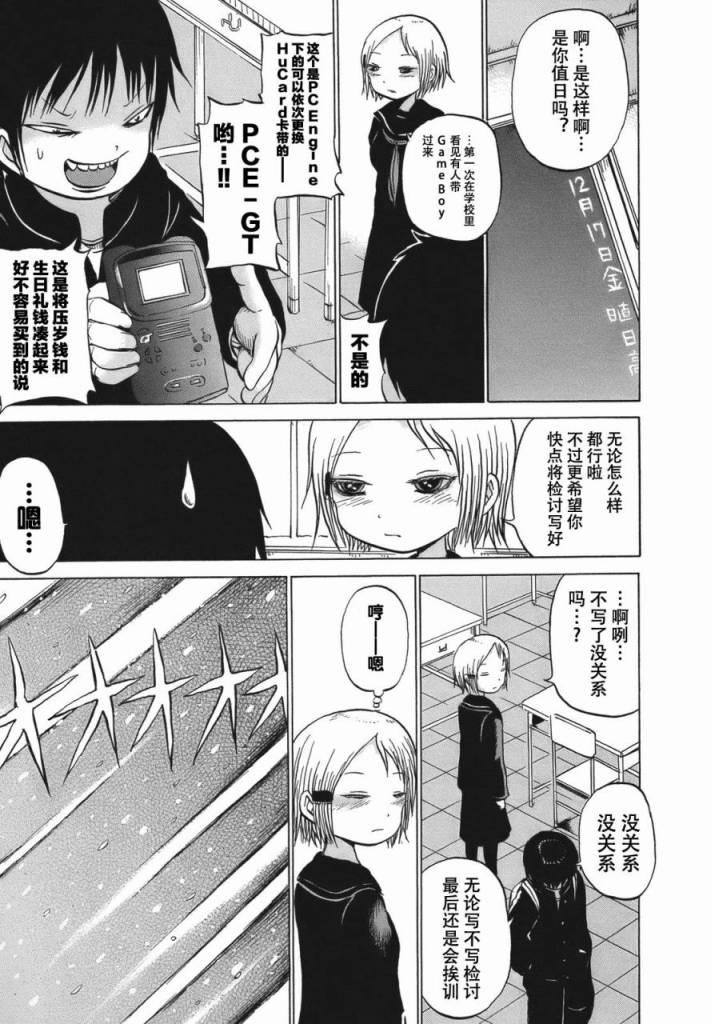 啊…是这样啊…
是你值日吗？
12月17日金
日高
…第一次在学校里
看见有人带
GameBoy
过来
不是的
这个是PCEngine
下的可以依次更换
HuCard卡带的——
PCE-GT
哟…!!
这是将压岁钱和
生日礼钱凑起来
好不容易买到的说
无论怎么样
都行啦
不过更希望你
快点将检讨写好
…嗯…
…啊咧…
不写了没关系
吗…？
没关系
没关系
无论写不写检讨
最后还是会挨训
哼——嗯